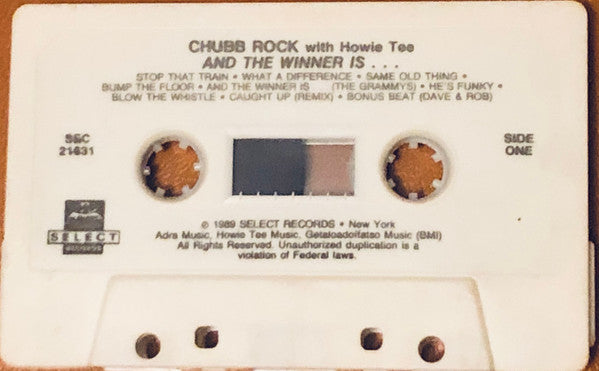 CHUBB ROCK with Howie Tee
AND THE WINNER IS . . .
STOP THAT TRAIN • WHAT A DIFFERENCE • SAME OLD THING •
BUMP THE FLOOR • AND THE WINNER IS (THE GRAMMYS) • HE'S FUNKY •
BLOW THE WHISTLE • CAUGHT UP (REMIX) • BONUS BEAT (DAVE & ROB)
SEC
21631
SIDE
ONE
SELECT
℗ 1989 SELECT RECORDS • New York
Adra Music, Howie Tee Music, Getaloadoffatso Music (BMI)
All Rights Reserved. Unauthorized duplication is a
violation of Federal laws.